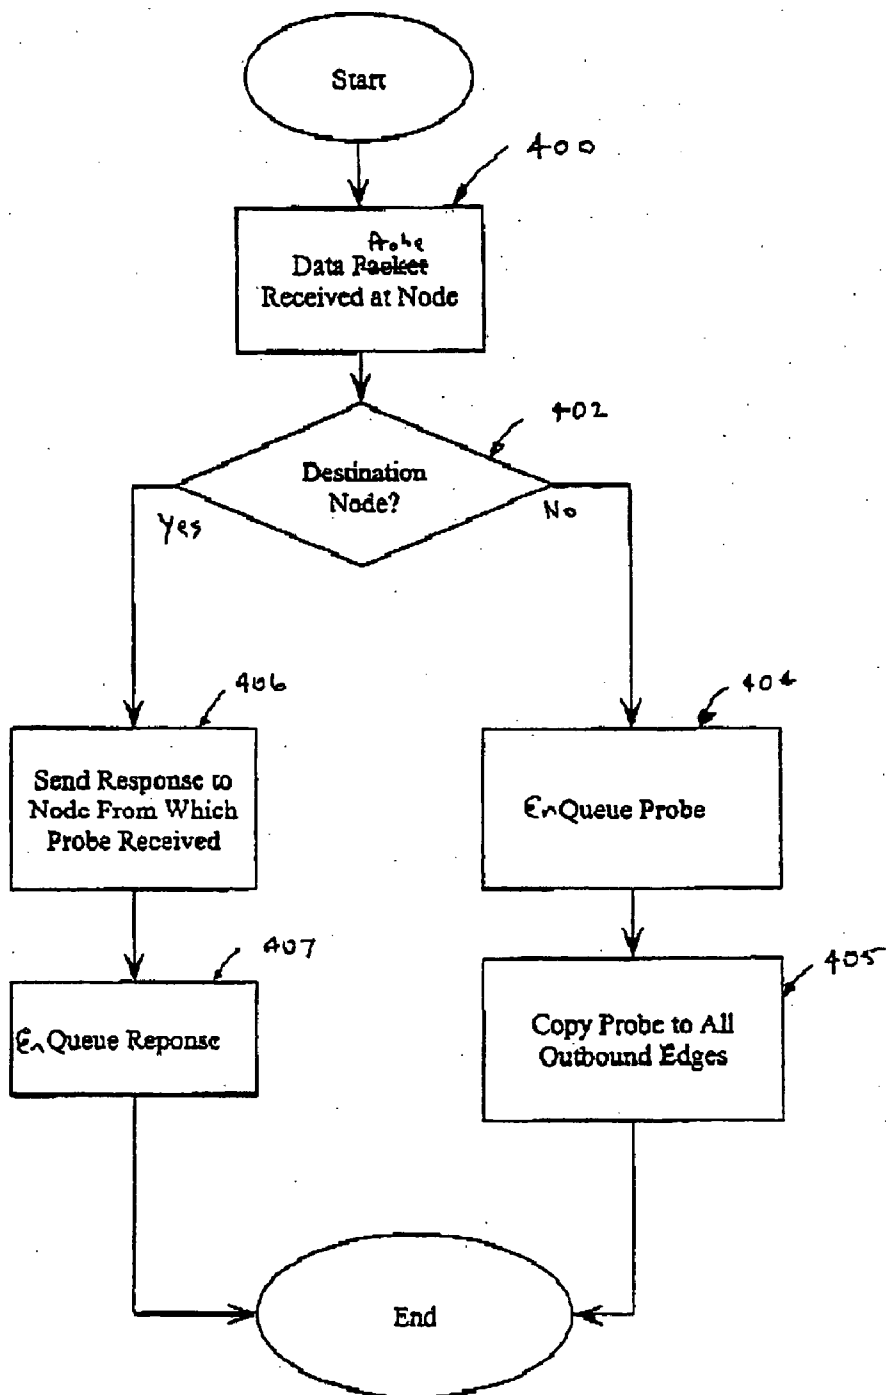 Start
400
Probe
Data Packet
Received at Node
402
Destination
Node?
Yes
No
406
404
Send Response to
Node From Which
Probe Received
EnQueue Probe
407
405
EnQueue Reponse
Copy Probe to All
Outbound Edges
End